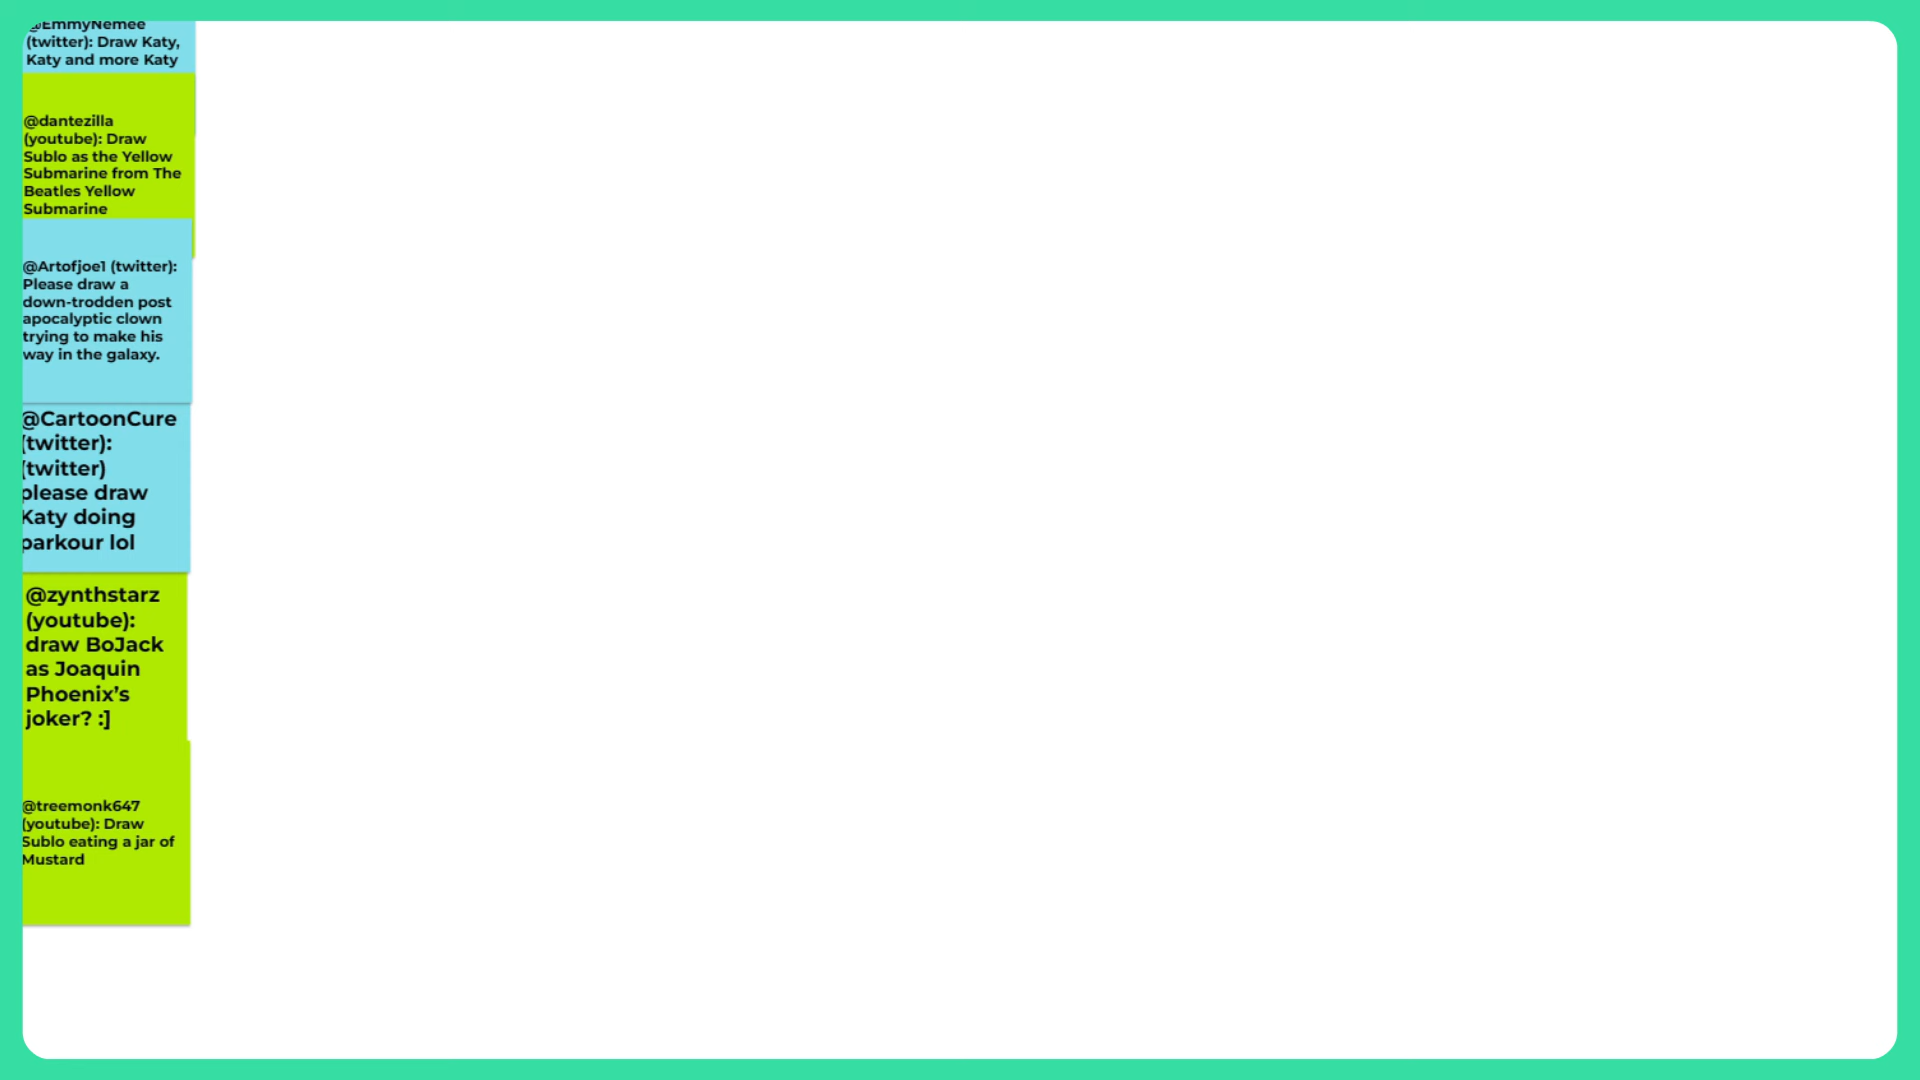 @EmmyNemee
(twitter): Draw Katy,
Katy and more Katy
@dantezilla
(youtube): Draw
Sublo as the Yellow
Submarine from The
Beatles Yellow
Submarine
@Artofjoe1 (twitter):
Please draw a
down-trodden post
apocalyptic clown
trying to make his
way in the galaxy.
@CartoonCure
(twitter):
(twitter)
please draw
Katy doing
parkour lol
@zynthstarz
(youtube):
draw BoJack
as Joaquin
Phoenix’s
joker? :]
@treemonk647
(youtube): Draw
Sublo eating a jar of
Mustard